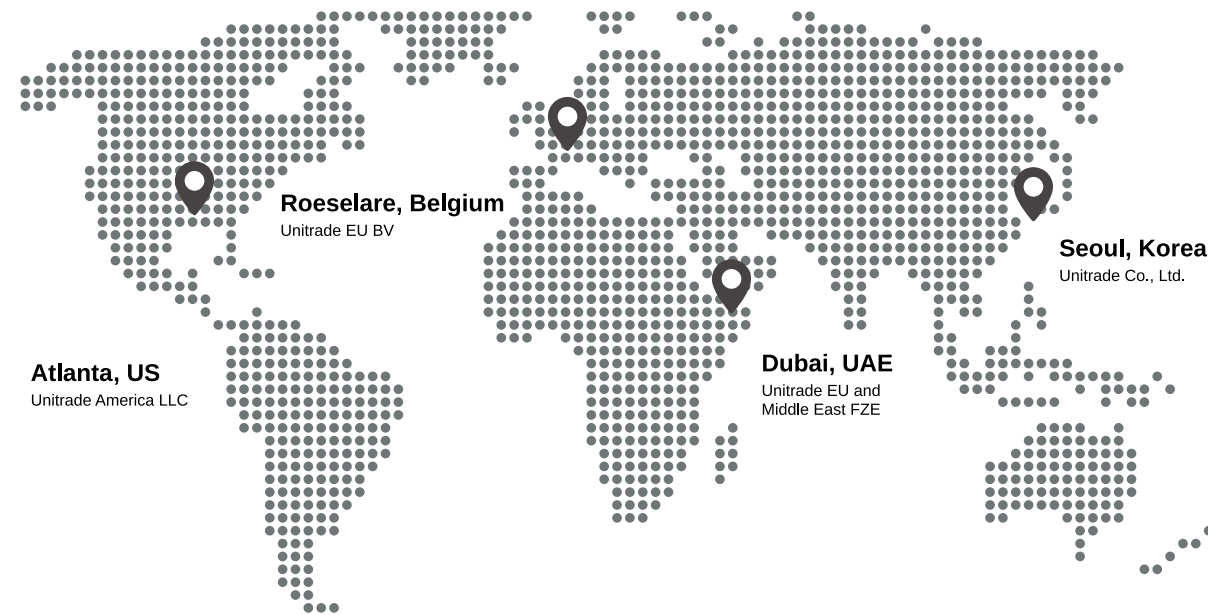 Roeselare, Belgium
Unitrade EU BV
Seoul, Korea
Unitrade Co., Ltd.
Atlanta, US
Unitrade America LLC
Dubai, UAE
Unitrade EU and
Middle East FZE